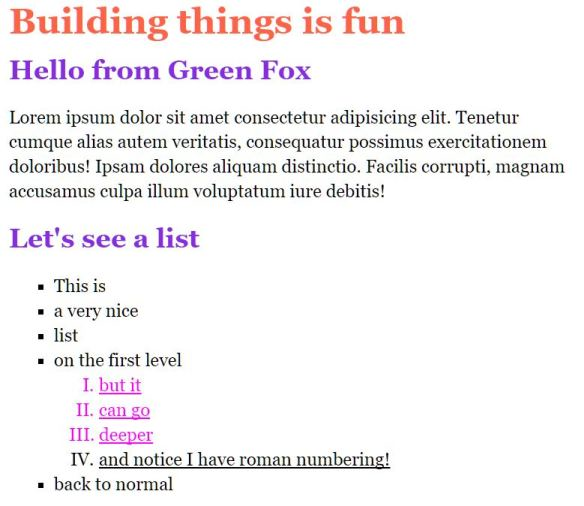 Building things is fun
Hello from Green Fox
Lorem ipsum dolor sit amet consectetur adipisicing elit. Tenetur
cumque alias autem veritatis, consequatur possimus exercitationem
doloribus! Ipsam dolores aliquam distinctio. Facilis corrupti, magnam
accusamus culpa illum voluptatum iure debitis!
Let's see a list
▪ This is
▪ a very nice
▪ list
▪ on the first level
I. but it
II. can go
III. deeper
IV. and notice I have roman numbering!
▪ back to normal